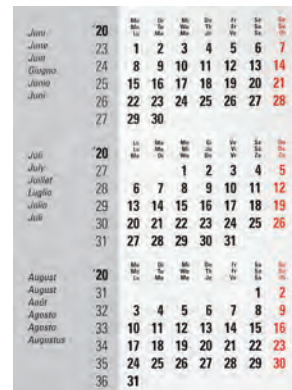 Juni '20
June 23 1 2 3 4 5 6 7
Juin 24 8 9 10 11 12 13 14
Giugno 25 15 16 17 18 19 20 21
Junio 26 22 23 24 25 26 27 28
Juni 27 29 30
Juli '20
July 27 1 2 3 4 5
Juillet 28 6 7 8 9 10 11 12
Luglio 29 13 14 15 16 17 18 19
Julio 30 20 21 22 23 24 25 26
Juli 31 27 28 29 30 31
August '20
August 31 1 2
Août 32 3 4 5 6 7 8 9
Agosto 33 10 11 12 13 14 15 16
Agosto 34 17 18 19 20 21 22 23
Augustus 35 24 25 26 27 28 29 30
36 31